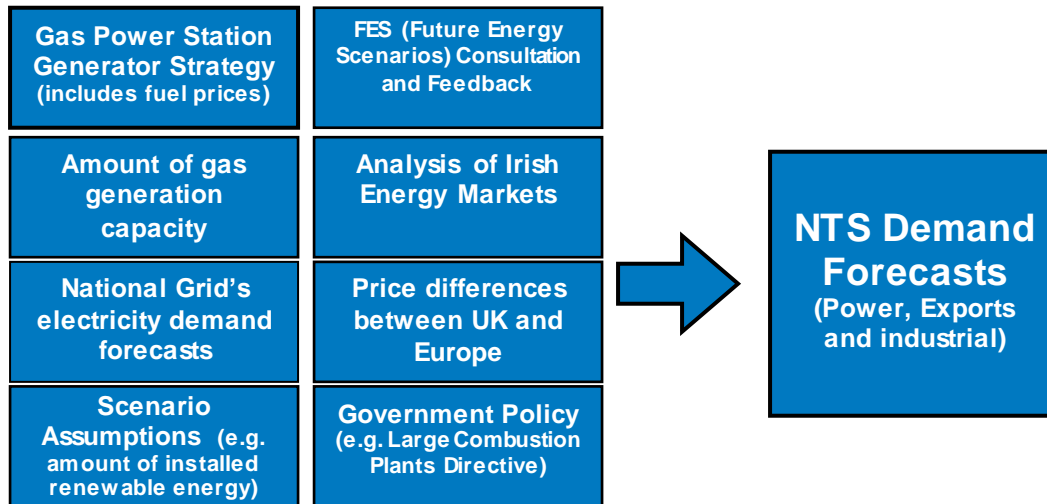 Gas Power Station
Generator Strategy
(includes fuel prices)
FES (Future Energy
Scenarios) Consultation
and Feedback
Amount of gas
generation
capacity
Analysis of Irish
Energy Markets
National Grid's
electricity demand
forecasts
Price differences
between UK and
Europe
Scenario
Assumptions (e.g.
amount of installed
renewable energy)
Government Policy
(e.g. Large Combustion
Plants Directive)
NTS Demand
Forecasts
(Power, Exports
and industrial)